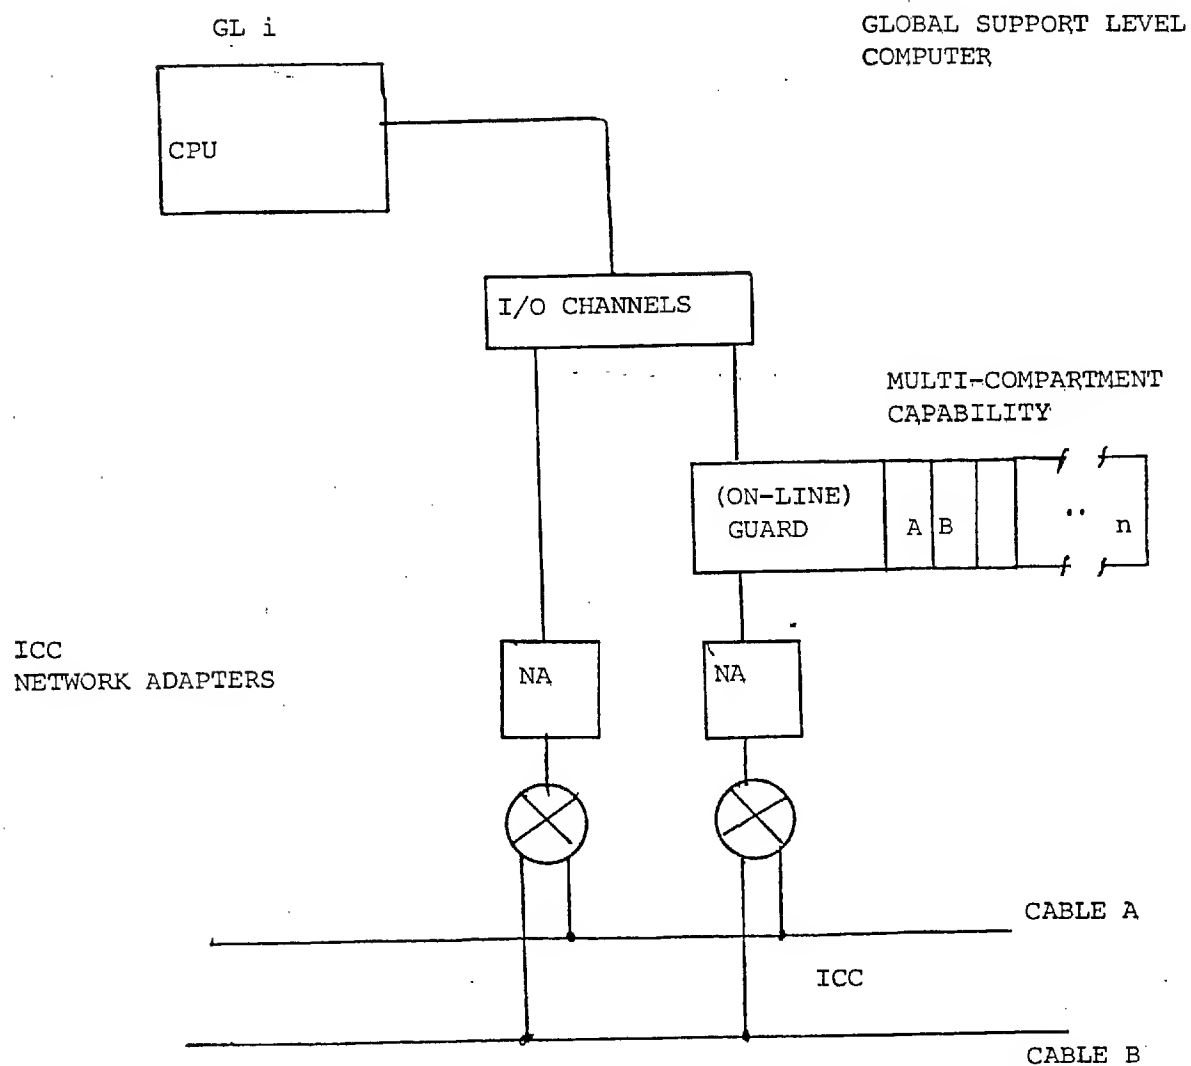 GL i
GLOBAL SUPPORT LEVEL
COMPUTER
CPU
I/O CHANNELS
MULTI-COMPARTMENT
CAPABILITY
(ON-LINE)
GUARD
A B .. n
ICC
NETWORK ADAPTERS
NA
NA
CABLE A
ICC
CABLE B